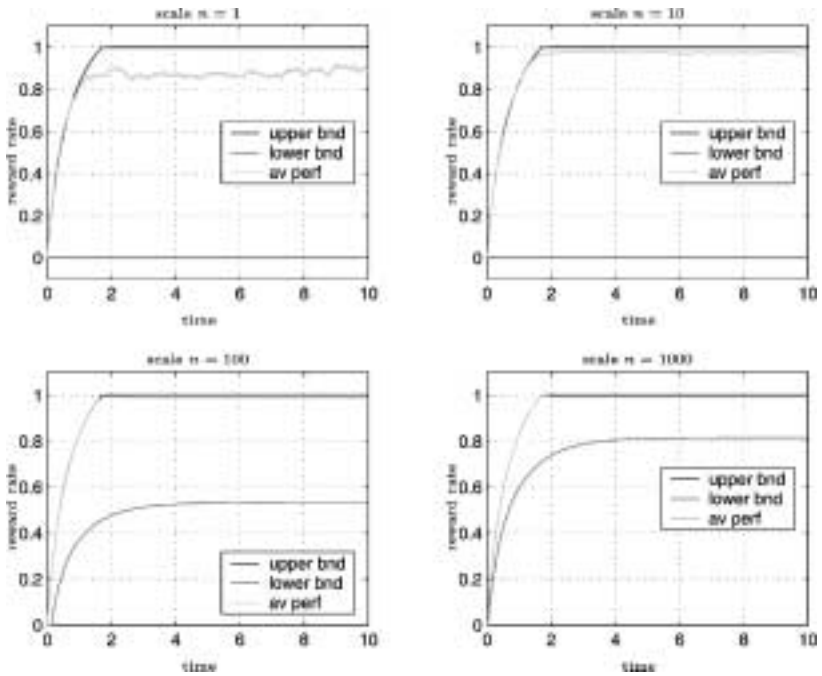 scale n = 1
1
0.8
0.6
0.4
0.2
0
reward rate
upper bnd
lower bnd
av perf
0 2 4 6 8 10
time
scale n = 10
1
0.8
0.6
0.4
0.2
0
reward rate
upper bnd
lower bnd
av perf
0 2 4 6 8 10
time
scale n = 100
1
0.8
0.6
0.4
0.2
0
reward rate
upper bnd
lower bnd
av perf
0 2 4 6 8 10
time
scale n = 1000
1
0.8
0.6
0.4
0.2
0
reward rate
upper bnd
lower bnd
av perf
0 2 4 6 8 10
time